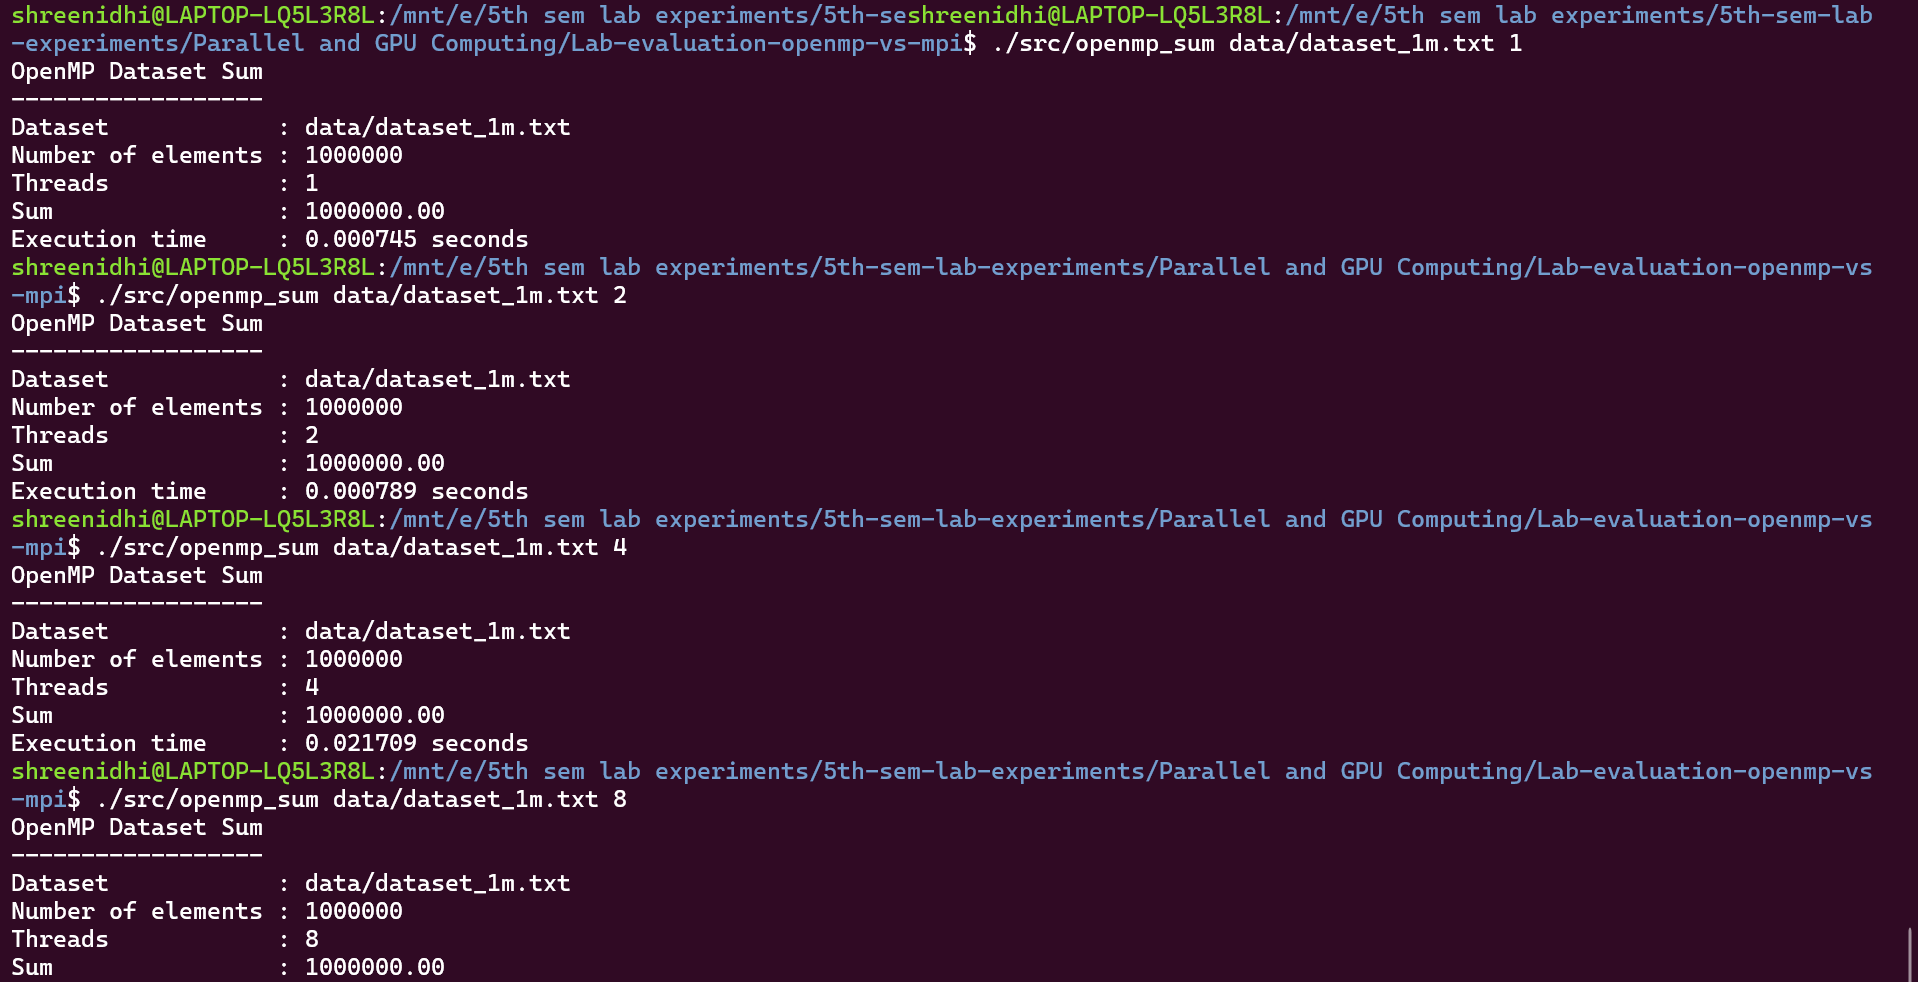 shreenidhi@LAPTOP-LQ5L3R8L:/mnt/e/5th sem lab experiments/5th-seshreenidhi@LAPTOP-LQ5L3R8L:/mnt/e/5th sem lab experiments/5th-sem-lab
-experiments/Parallel and GPU Computing/Lab-evaluation-openmp-vs-mpi$ ./src/openmp_sum data/dataset_1m.txt 1
OpenMP Dataset Sum
------------------
Dataset            : data/dataset_1m.txt
Number of elements : 1000000
Threads            : 1
Sum                : 1000000.00
Execution time     : 0.000745 seconds
shreenidhi@LAPTOP-LQ5L3R8L:/mnt/e/5th sem lab experiments/5th-sem-lab-experiments/Parallel and GPU Computing/Lab-evaluation-openmp-vs
-mpi$ ./src/openmp_sum data/dataset_1m.txt 2
OpenMP Dataset Sum
------------------
Dataset            : data/dataset_1m.txt
Number of elements : 1000000
Threads            : 2
Sum                : 1000000.00
Execution time     : 0.000789 seconds
shreenidhi@LAPTOP-LQ5L3R8L:/mnt/e/5th sem lab experiments/5th-sem-lab-experiments/Parallel and GPU Computing/Lab-evaluation-openmp-vs
-mpi$ ./src/openmp_sum data/dataset_1m.txt 4
OpenMP Dataset Sum
------------------
Dataset            : data/dataset_1m.txt
Number of elements : 1000000
Threads            : 4
Sum                : 1000000.00
Execution time     : 0.021709 seconds
shreenidhi@LAPTOP-LQ5L3R8L:/mnt/e/5th sem lab experiments/5th-sem-lab-experiments/Parallel and GPU Computing/Lab-evaluation-openmp-vs
-mpi$ ./src/openmp_sum data/dataset_1m.txt 8
OpenMP Dataset Sum
------------------
Dataset            : data/dataset_1m.txt
Number of elements : 1000000
Threads            : 8
Sum                : 1000000.00